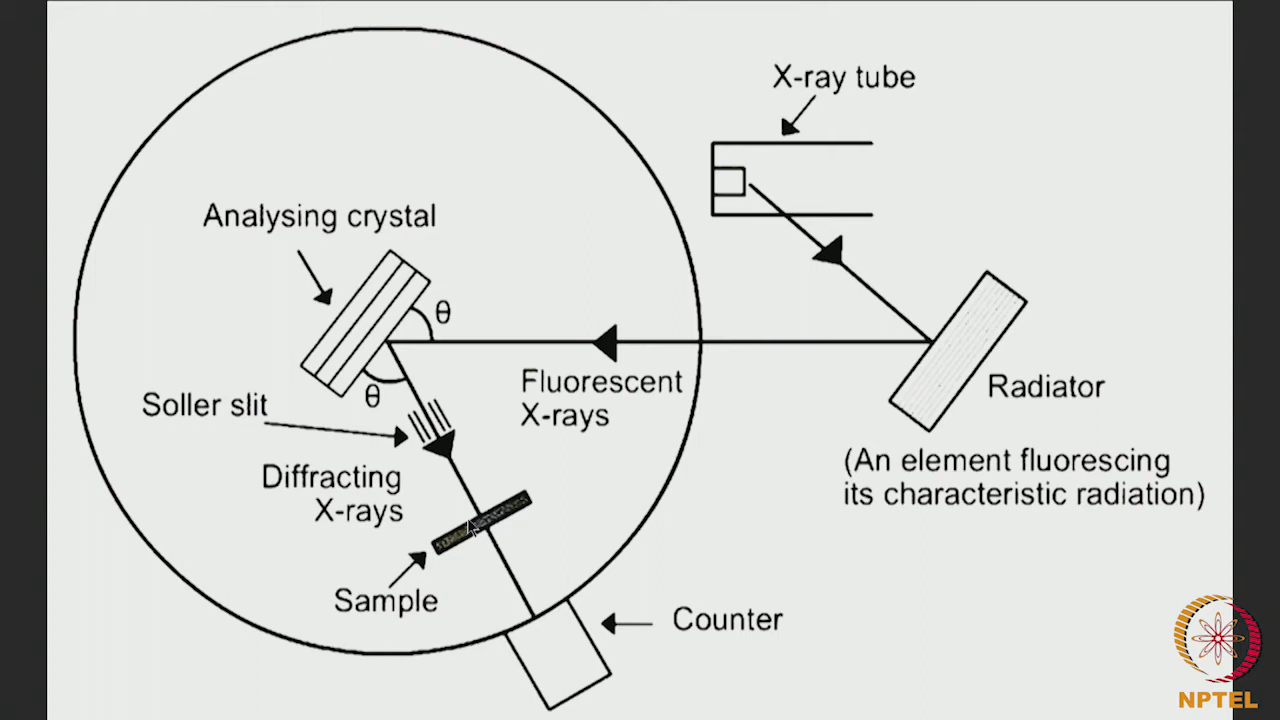 X-ray tube
Analysing crystal
θ
θ
Fluorescent
X-rays
Radiator
Soller slit
(An element fluorescing
its characteristic radiation)
Diffracting
X-rays
Sample
Counter
NPTEL